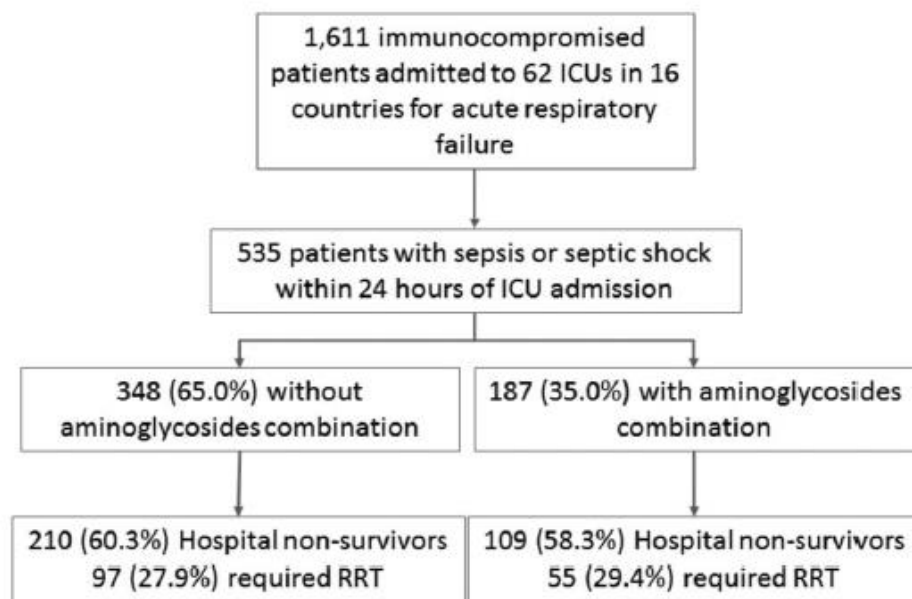 1,611 immunocompromised
patients admitted to 62 ICUs in 16
countries for acute respiratory
failure
535 patients with sepsis or septic shock
within 24 hours of ICU admission
348 (65.0%) without
aminoglycosides combination
187 (35.0%) with aminoglycosides
combination
210 (60.3%) Hospital non-survivors
97 (27.9%) required RRT
109 (58.3%) Hospital non-survivors
55 (29.4%) required RRT